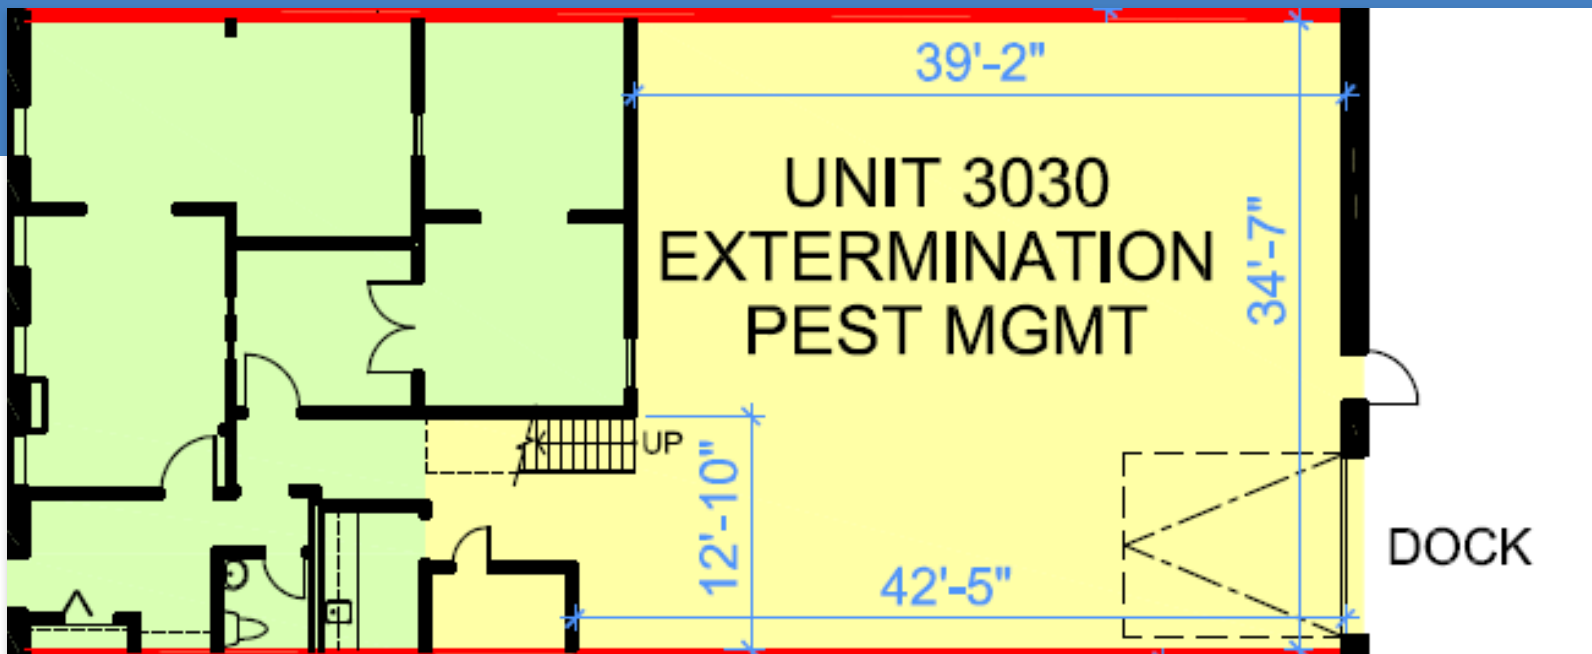 39'-2"
UNIT 3030
EXTERMINATION
PEST MGMT
34'-7"
UP
12'-10"
DOCK
42'-5"